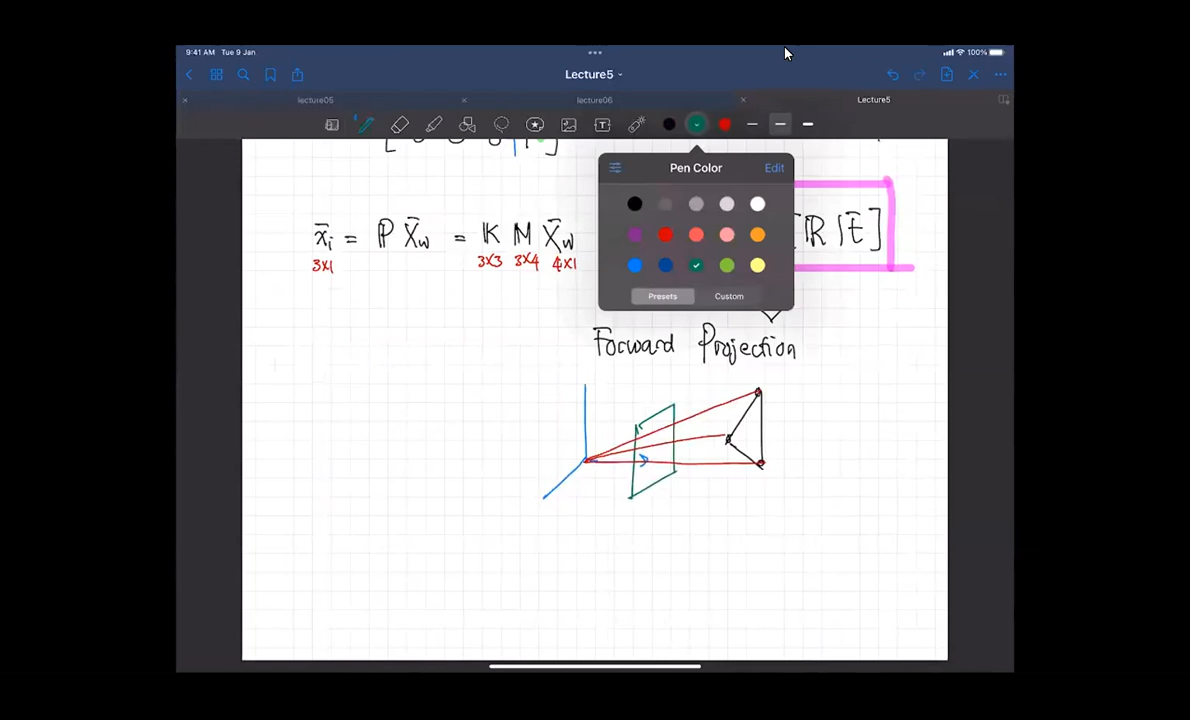 9:41 AM Tue 9 Jan
100%
Lecture5
lecture05
lecture06
Lecture5
Pen Color
Edit
Presets
Custom
x̄ᵢ = P X̄w = K M X̄w
[R | t̄]
3x1
3x3 3x4 4x1
Forward Projection